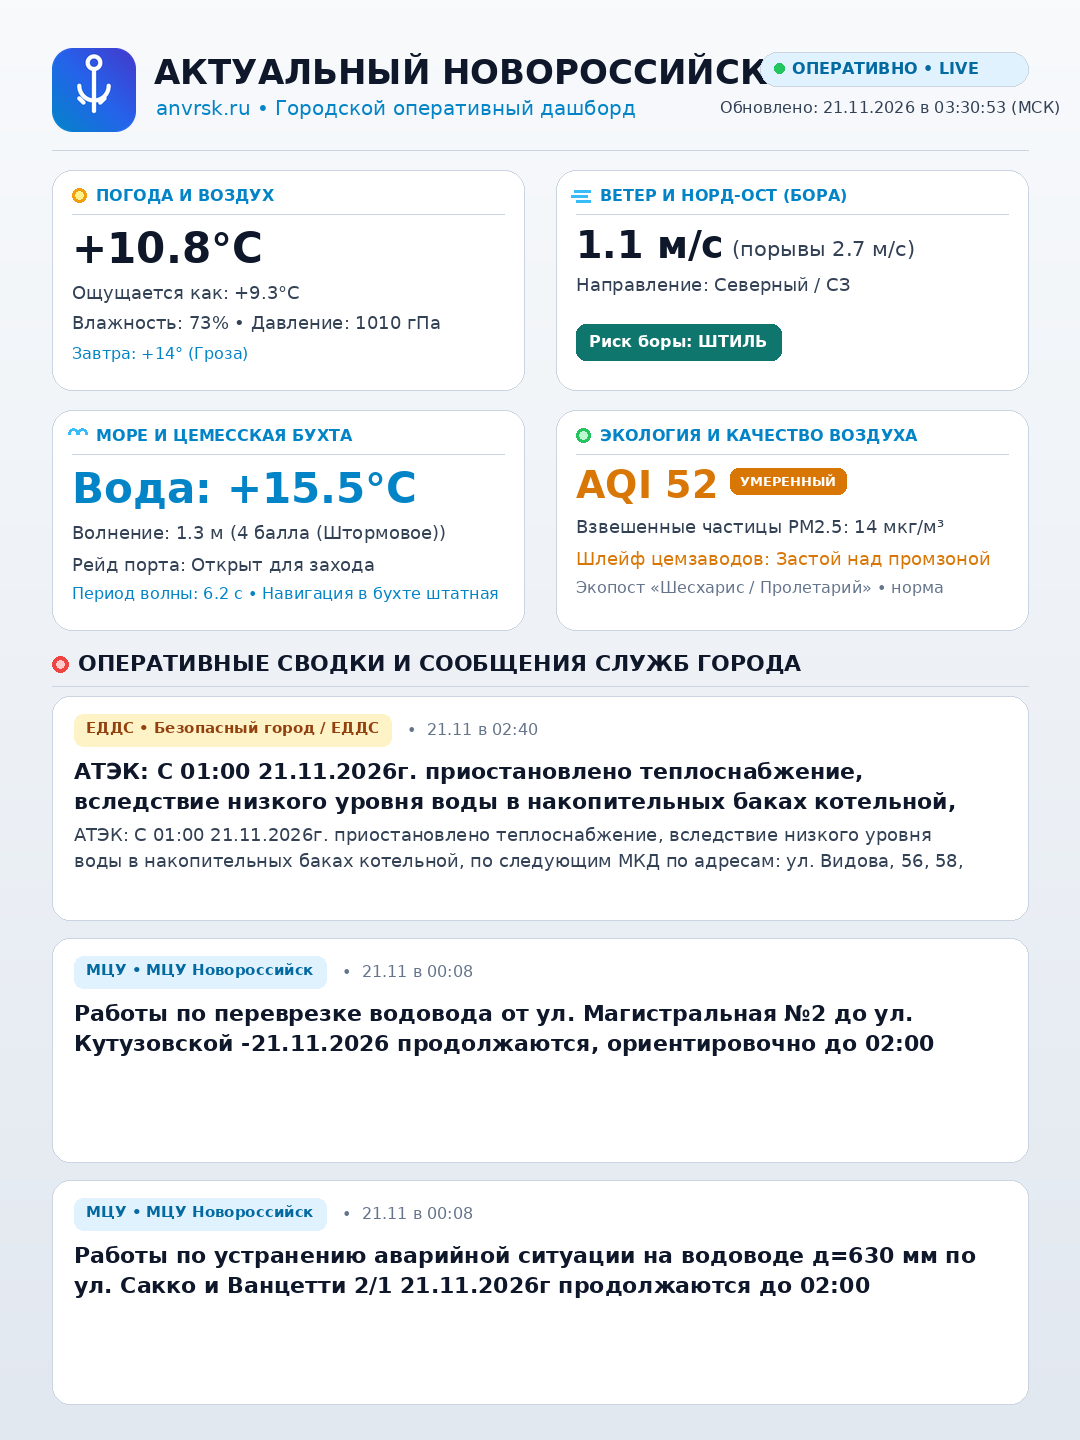 АКТУАЛЬНЫЙ НОВОРОССИЙСК
ОПЕРАТИВНО • LIVE
anvrsk.ru • Городской оперативный дашборд
Обновлено: 21.11.2026 в 03:30:53 (МСК)
ПОГОДА И ВОЗДУХ
+10.8°C
Ощущается как: +9.3°C
Влажность: 73% • Давление: 1010 гПа
Завтра: +14° (Гроза)
ВЕТЕР И НОРД-ОСТ (БОРА)
1.1 м/с (порывы 2.7 м/с)
Направление: Северный / СЗ
Риск боры: ШТИЛЬ
МОРЕ И ЦЕМЕССКАЯ БУХТА
Вода: +15.5°C
Волнение: 1.3 м (4 балла (Штормовое))
Рейд порта: Открыт для захода
Период волны: 6.2 с • Навигация в бухте штатная
ЭКОЛОГИЯ И КАЧЕСТВО ВОЗДУХА
AQI 52 УМЕРЕННЫЙ
Взвешенные частицы PM2.5: 14 мкг/м³
Шлейф цемзаводов: Застой над промзоной
Экопост «Шесхарис / Пролетарий» • норма
ОПЕРАТИВНЫЕ СВОДКИ И СООБЩЕНИЯ СЛУЖБ ГОРОДА
ЕДДС • Безопасный город / ЕДДС • 21.11 в 02:40
АТЭК: С 01:00 21.11.2026г. приостановлено теплоснабжение,
вследствие низкого уровня воды в накопительных баках котельной,
АТЭК: С 01:00 21.11.2026г. приостановлено теплоснабжение, вследствие низкого уровня
воды в накопительных баках котельной, по следующим МКД по адресам: ул. Видова, 56, 58,
МЦУ • МЦУ Новороссийск • 21.11 в 00:08
Работы по переврезке водовода от ул. Магистральная №2 до ул.
Кутузовской -21.11.2026 продолжаются, ориентировочно до 02:00
МЦУ • МЦУ Новороссийск • 21.11 в 00:08
Работы по устранению аварийной ситуации на водоводе д=630 мм по
ул. Сакко и Ванцетти 2/1 21.11.2026г продолжаются до 02:00